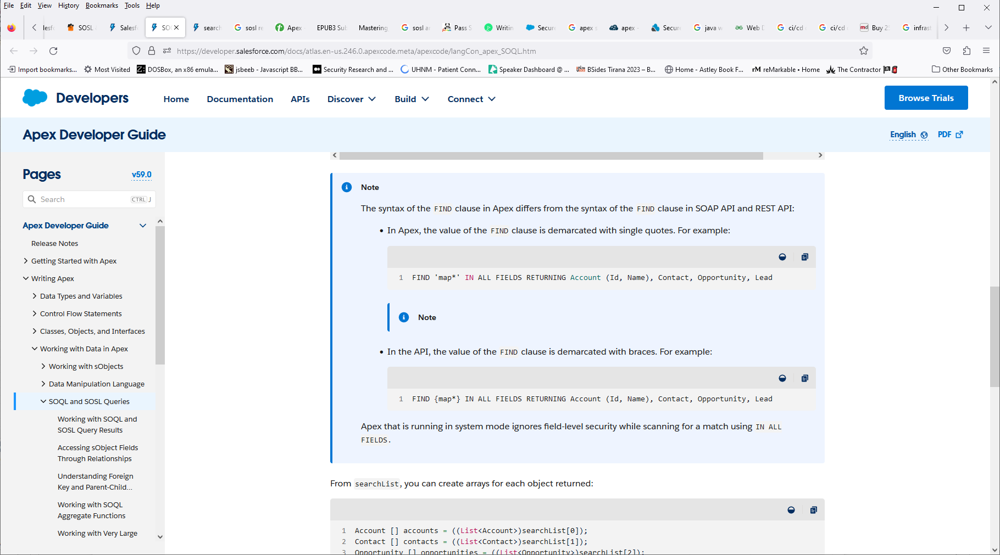 File Edit View History Bookmarks Tools Help
SOSL
Salesf
SO
search
sosl re
Apex
EPUB3 Sub
Mastering
sosl a
Pass S
Writin
Secure
apex s
apex -
Secure
java w
Web D
ci/cd
ci/cd
Buy 2
infrast
https://developer.salesforce.com/docs/atlas.en-us.246.0.apexcode.meta/apexcode/langCon_apex_SOQL.htm
Import bookmarks... Most Visited DOSBox, an x86 emula... jsbeeb - Javascript BB... Security Research and ... UHNM - Patient Conn... Speaker Dashboard @ ... BSides Tirana 2023 – B... Home - Astley Book F... reMarkable • Home The Contractor Other Bookmarks
Developers Home Documentation APIs Discover Build Connect Browse Trials
Apex Developer Guide English PDF
Pages v59.0
Search CTRL J
Apex Developer Guide
Release Notes
Getting Started with Apex
Writing Apex
Data Types and Variables
Control Flow Statements
Classes, Objects, and Interfaces
Working with Data in Apex
Working with sObjects
Data Manipulation Language
SOQL and SOSL Queries
Working with SOQL and
SOSL Query Results
Accessing sObject Fields
Through Relationships
Understanding Foreign
Key and Parent-Child...
Working with SOQL
Aggregate Functions
Working with Very Large
Note
The syntax of the FIND clause in Apex differs from the syntax of the FIND clause in SOAP API and REST API:
• In Apex, the value of the FIND clause is demarcated with single quotes. For example:
1 FIND 'map*' IN ALL FIELDS RETURNING Account (Id, Name), Contact, Opportunity, Lead
Note
• In the API, the value of the FIND clause is demarcated with braces. For example:
1 FIND {map*} IN ALL FIELDS RETURNING Account (Id, Name), Contact, Opportunity, Lead
Apex that is running in system mode ignores field-level security while scanning for a match using IN ALL
FIELDS.
From searchList, you can create arrays for each object returned:
1 Account [] accounts = ((List<Account>)searchList[0]);
2 Contact [] contacts = ((List<Contact>)searchList[1]);
3 Opportunity [] opportunities = ((List<Opportunity>)searchList[2]);